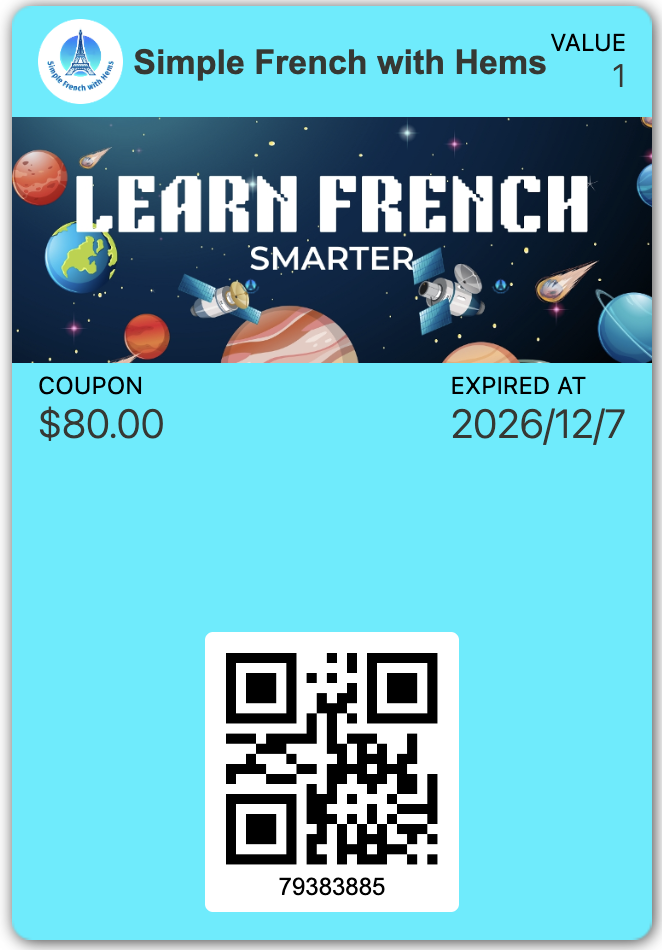 Simple French with Hems
Simple French with Hems
VALUE
1
LEARN FRENCH
SMARTER
COUPON
$80.00
EXPIRED AT
2026/12/7
79383885